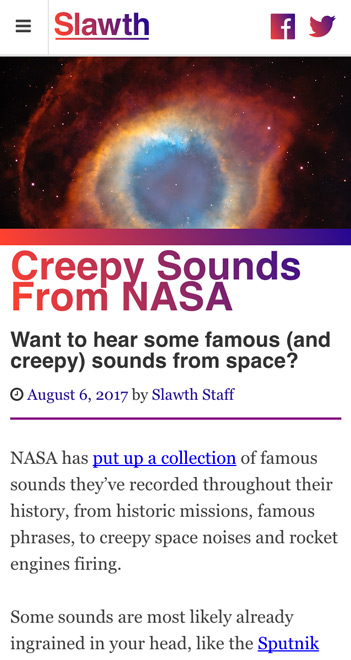 Slawth
Creepy Sounds
From NASA
Want to hear some famous (and
creepy) sounds from space?
August 6, 2017 by Slawth Staff
NASA has put up a collection of famous
sounds they’ve recorded throughout their
history, from historic missions, famous
phrases, to creepy space noises and rocket
engines firing.
Some sounds are most likely already
ingrained in your head, like the Sputnik